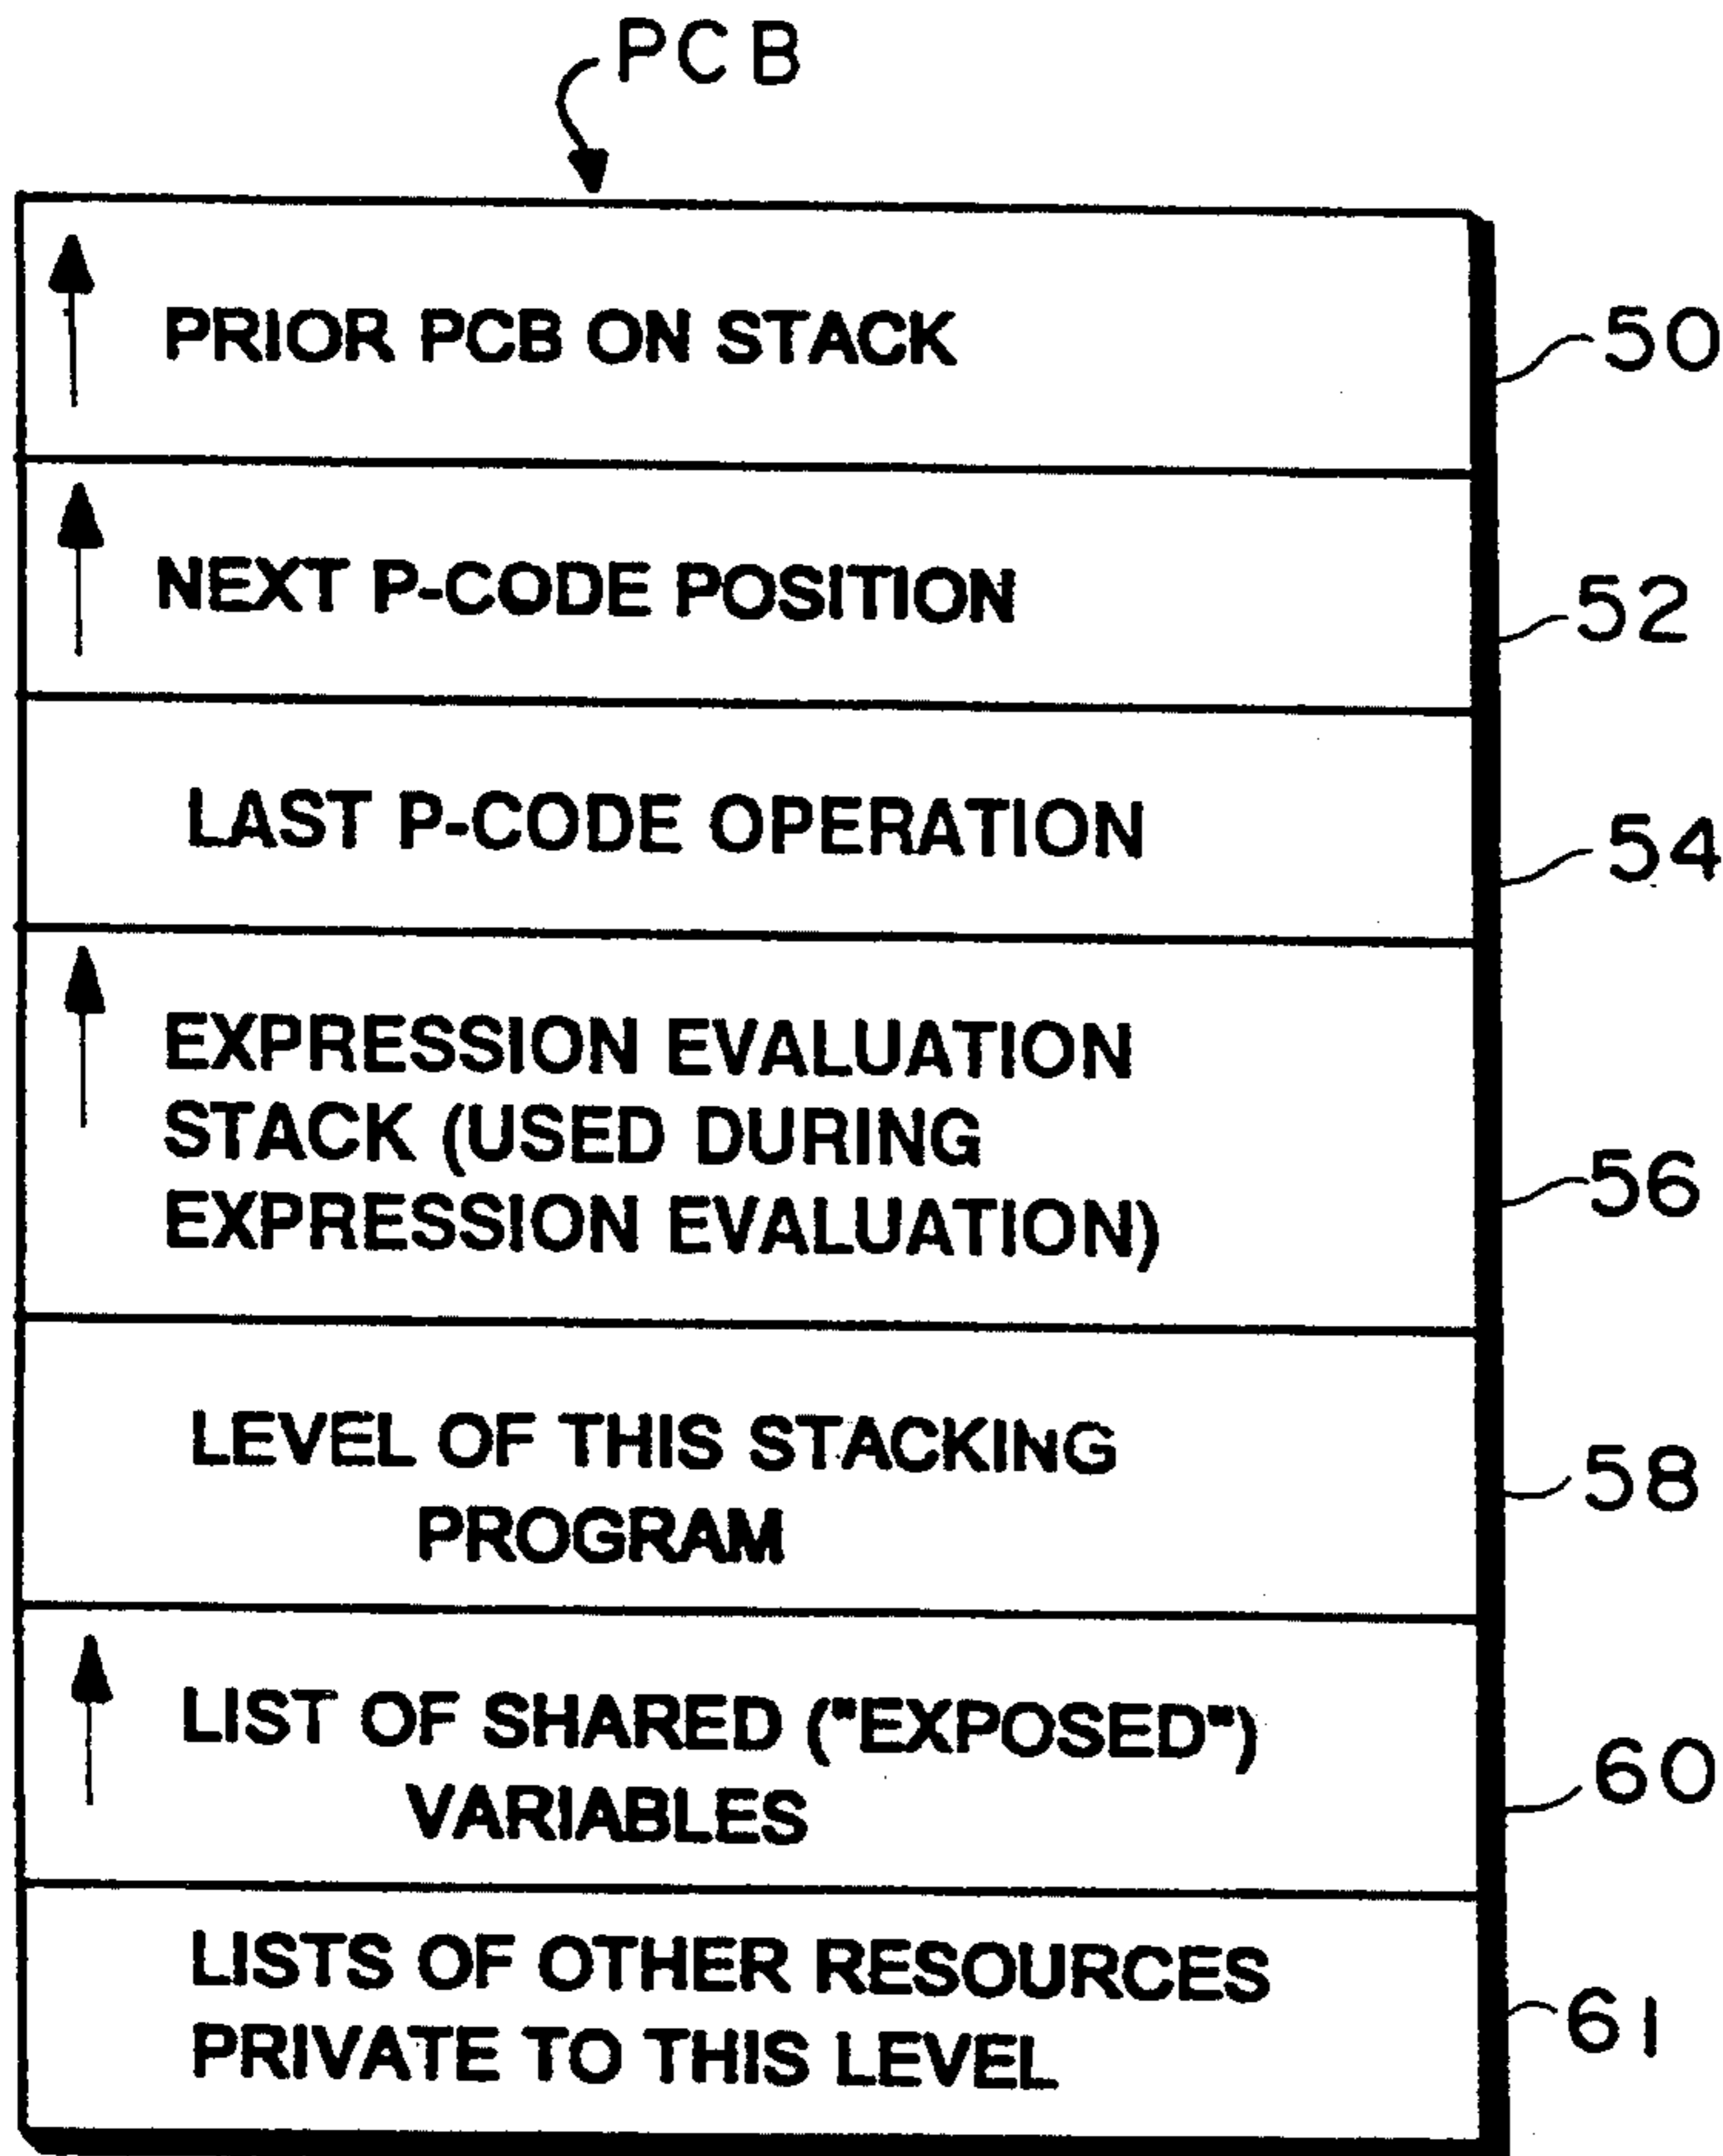 PCB
PRIOR PCB ON STACK
50
NEXT P-CODE POSITION
52
LAST P-CODE OPERATION
54
EXPRESSION EVALUATION
STACK (USED DURING
EXPRESSION EVALUATION)
56
LEVEL OF THIS STACKING
PROGRAM
58
LIST OF SHARED ("EXPOSED")
VARIABLES
60
LISTS OF OTHER RESOURCES
PRIVATE TO THIS LEVEL
61